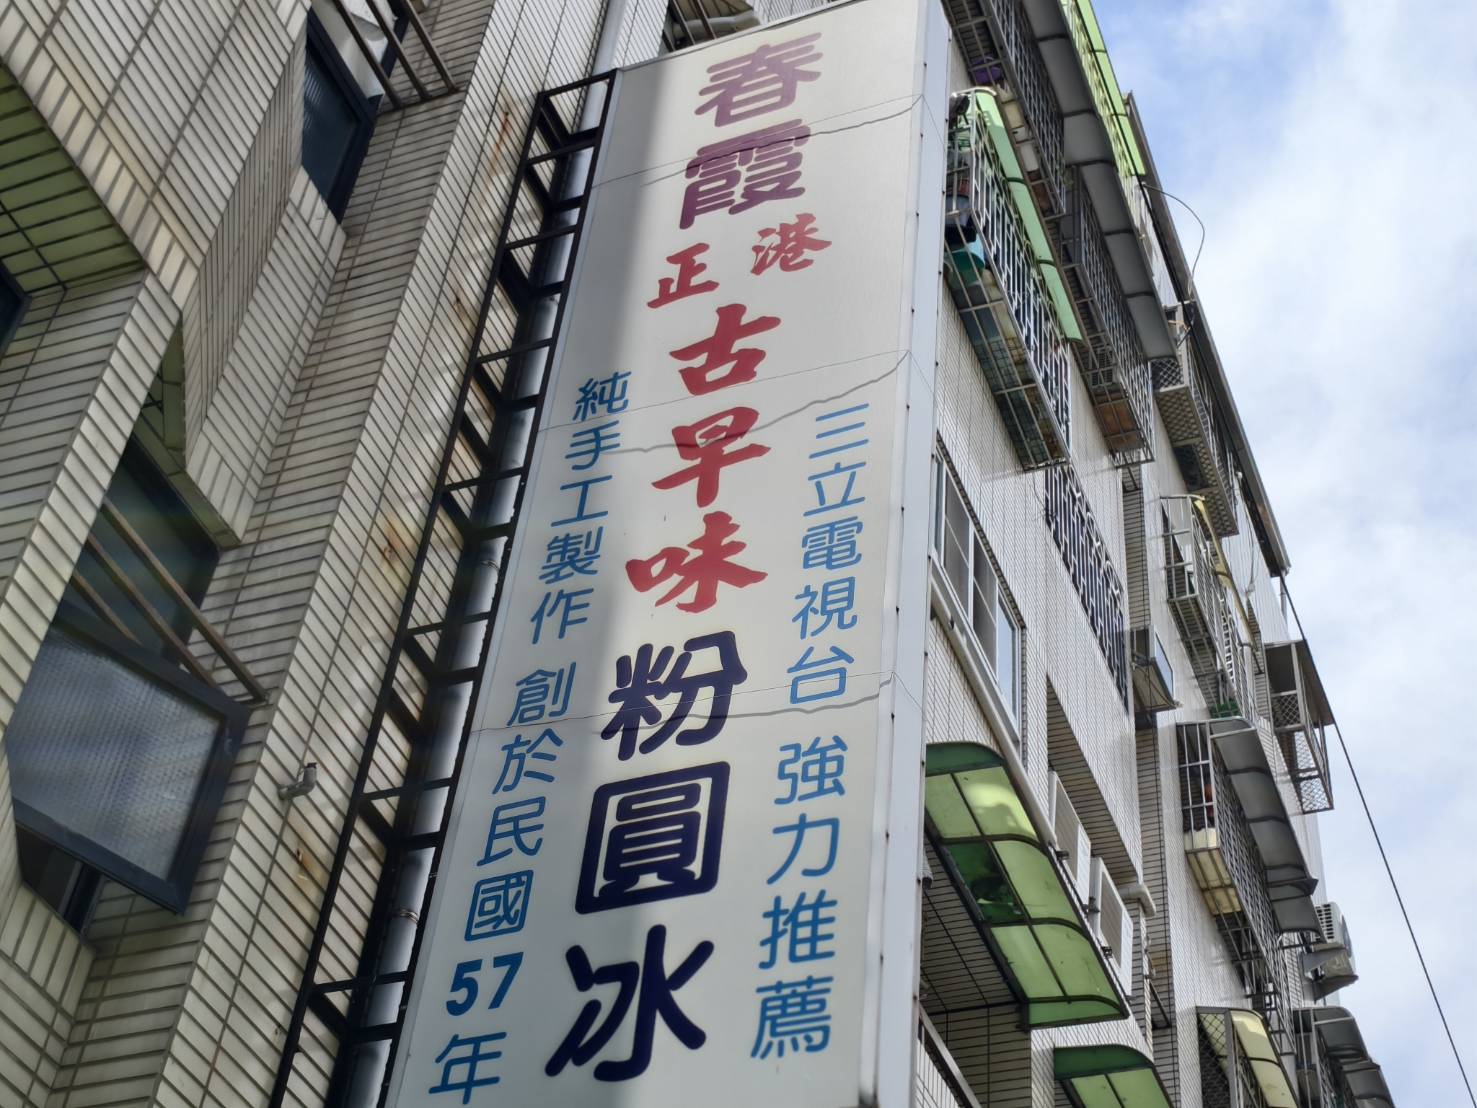 春霞
正港
古早味
粉圓冰
三立電視台 強力推薦
純手工製作 創於民國57年